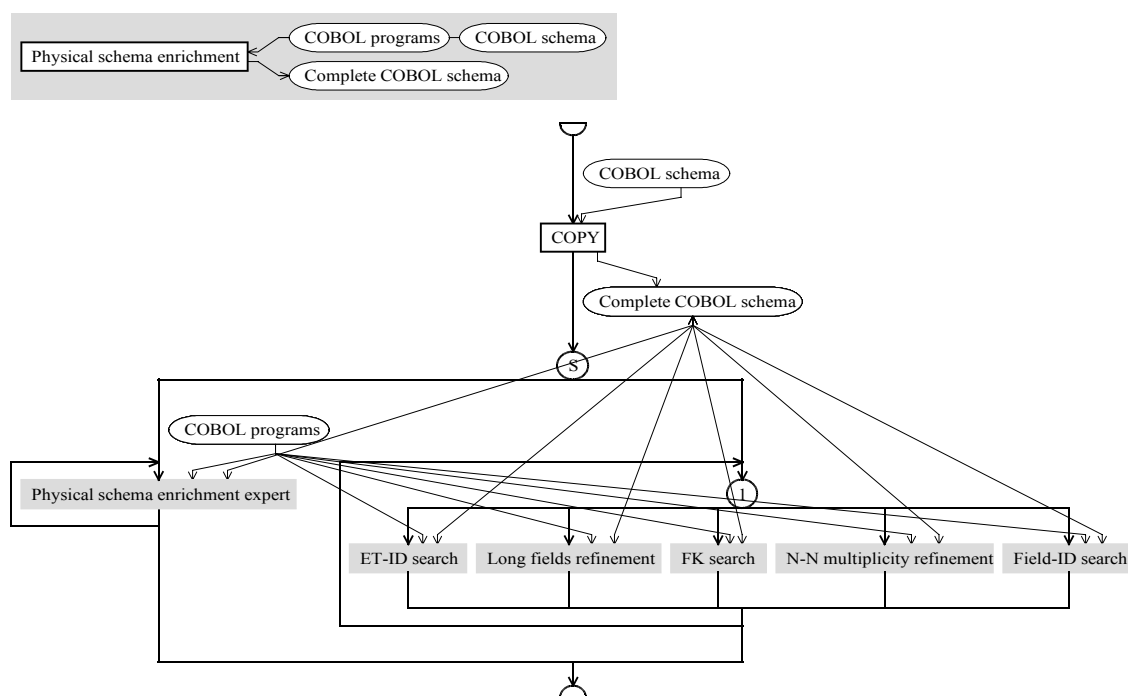 COBOL programs
COBOL schema
Physical schema enrichment
Complete COBOL schema
COBOL schema
COPY
Complete COBOL schema
S
COBOL programs
Physical schema enrichment expert
1
ET-ID search
Long fields refinement
FK search
N-N multiplicity refinement
Field-ID search